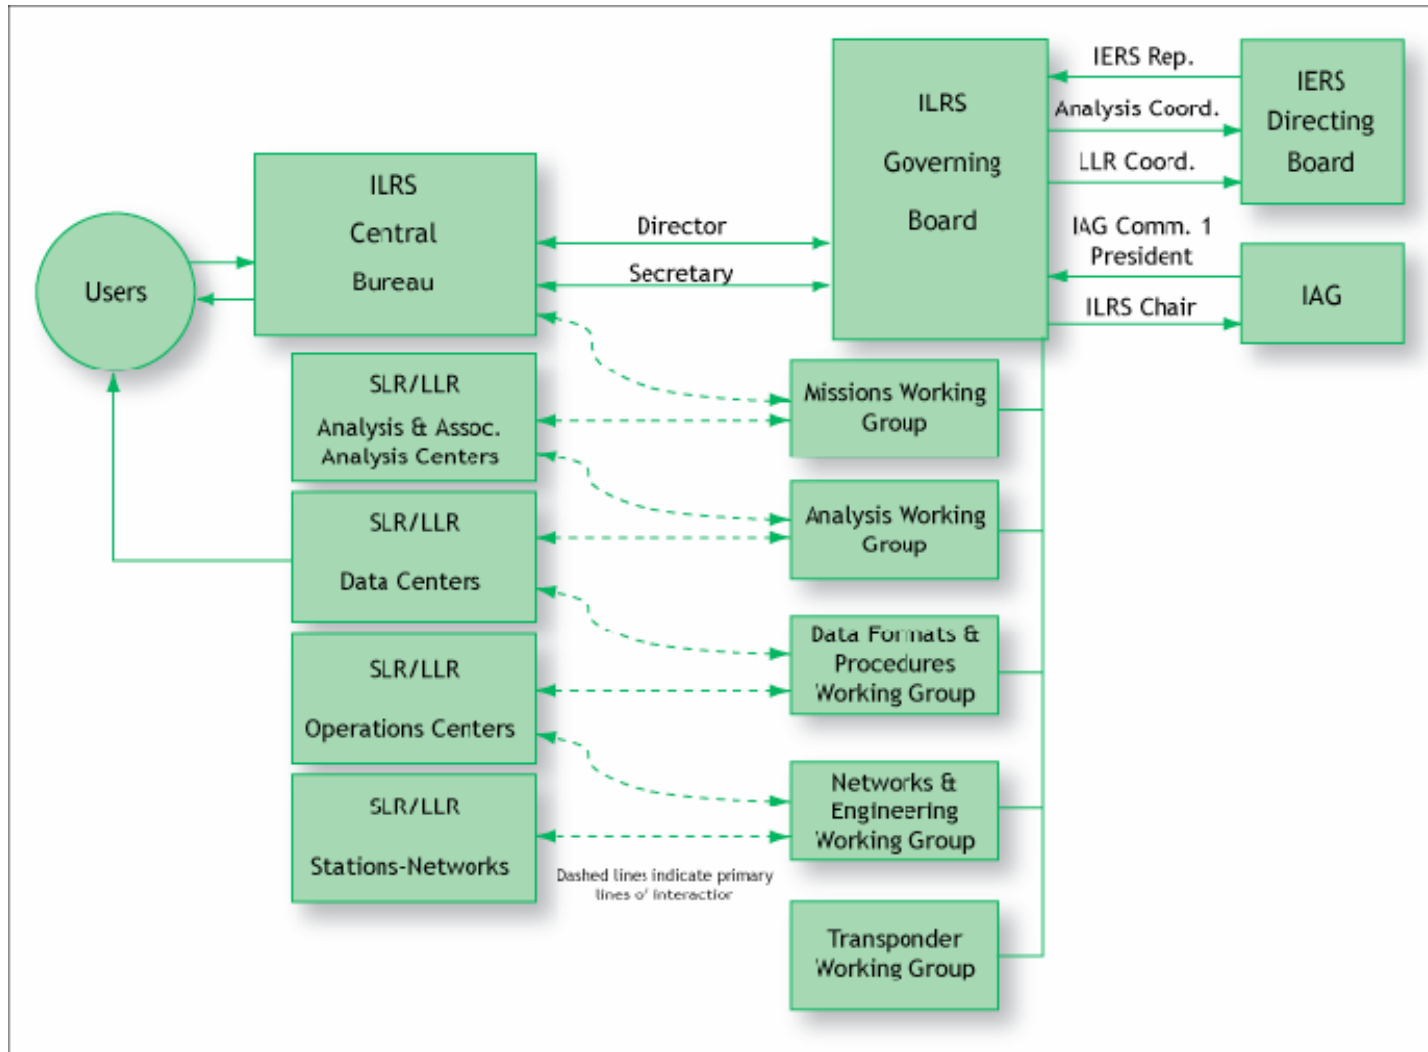 Users
ILRS
Central
Bureau
Director
Secretary
ILRS
Governing
Board
IERS Rep.
Analysis Coord.
LLR Coord.
IERS
Directing
Board
IAG Comm. 1
President
ILRS Chair
IAG
SLR/LLR
Analysis & Assoc.
Analysis Centers
SLR/LLR
Data Centers
SLR/LLR
Operations Centers
SLR/LLR
Stations-Networks
Missions Working
Group
Analysis Working
Group
Data Formats &
Procedures
Working Group
Networks &
Engineering
Working Group
Transponder
Working Group
Dashed lines indicate primary
lines of interaction